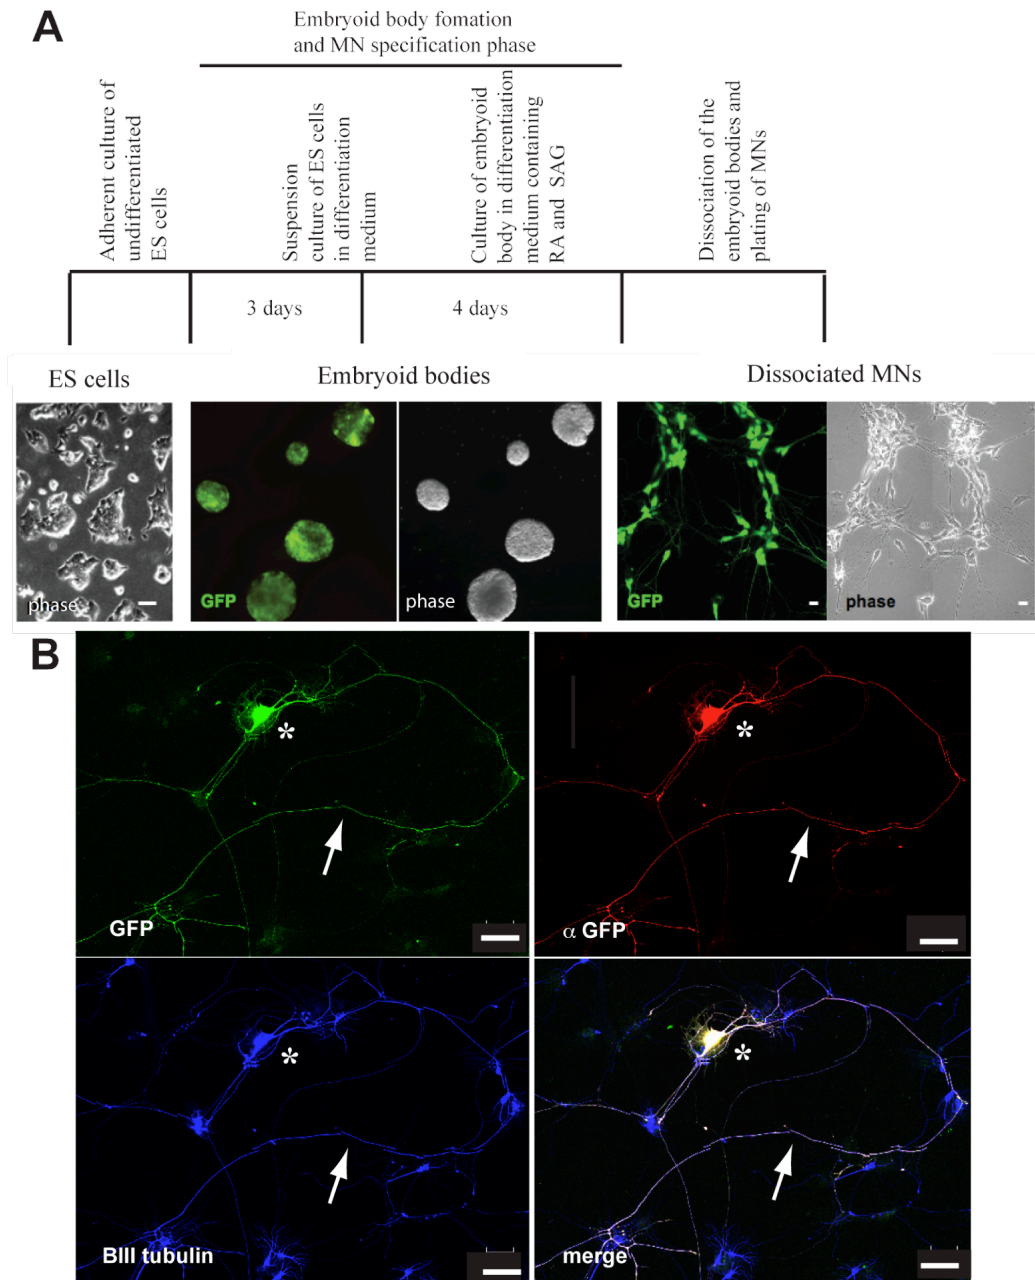 A
Embryoid body fomation
and MN specification phase
Adherent culture of
undifferentiated
ES cells
Suspension
culture of ES cells
in differentiation
medium
Culture of embryoid
body in differentiation
medium containing
RA and SAG
Dissociation of the
embryoid bodies and
plating of MNs
3 days
4 days
ES cells
Embryoid bodies
Dissociated MNs
phase
GFP
phase
GFP
phase
B
*
*
GFP
α GFP
*
*
BIII tubulin
merge